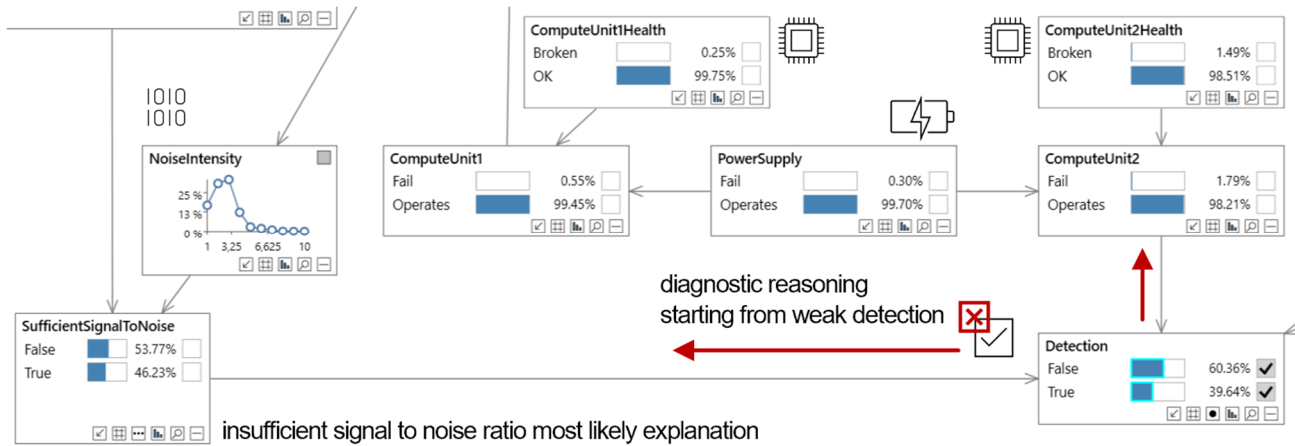 ComputeUnit1Health
Broken 0.25%
OK 99.75%
ComputeUnit2Health
Broken 1.49%
OK 98.51%
1010
1010
NoiseIntensity
25 %
13 %
0 %
1 3,25 6,625 10
ComputeUnit1
Fail 0.55%
Operates 99.45%
PowerSupply
Fail 0.30%
Operates 99.70%
ComputeUnit2
Fail 1.79%
Operates 98.21%
diagnostic reasoning
starting from weak detection
SufficientSignalToNoise
False 53.77%
True 46.23%
Detection
False 60.36%
True 39.64%
insufficient signal to noise ratio most likely explanation